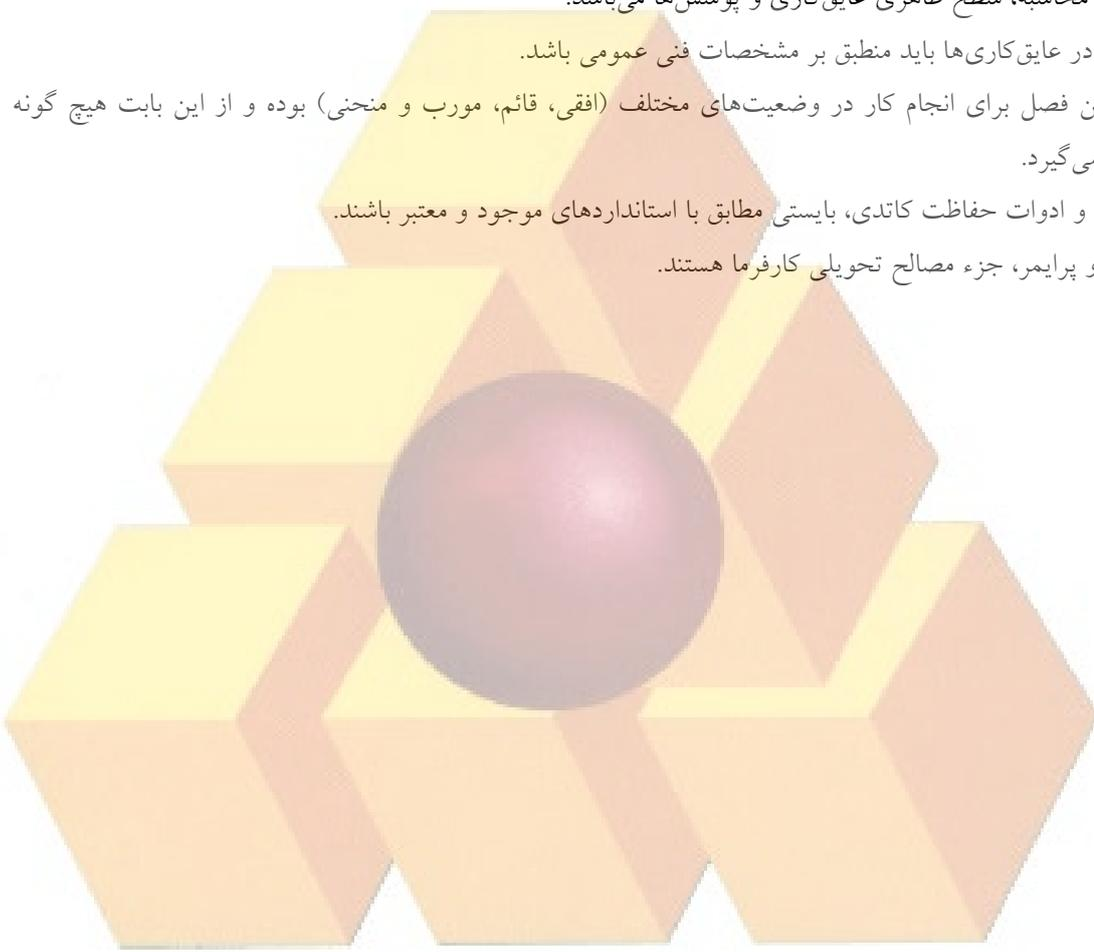 محاسبه، سطح ظاهری عایق‌کاری و پوشش‌ها می‌باشد.
در عایق‌کاری‌ها باید منطبق بر مشخصات فنی عمومی باشد.
ن فصل برای انجام کار در وضعیت‌های مختلف (افقی، قائم، مورب و منحنی) بوده و از این بابت هیچ گونه
می‌گیرد.
و ادوات حفاظت کاتدی، بایستی مطابق با استانداردهای موجود و معتبر باشند.
و پرایمر، جزء مصالح تحویلی کارفرما هستند.